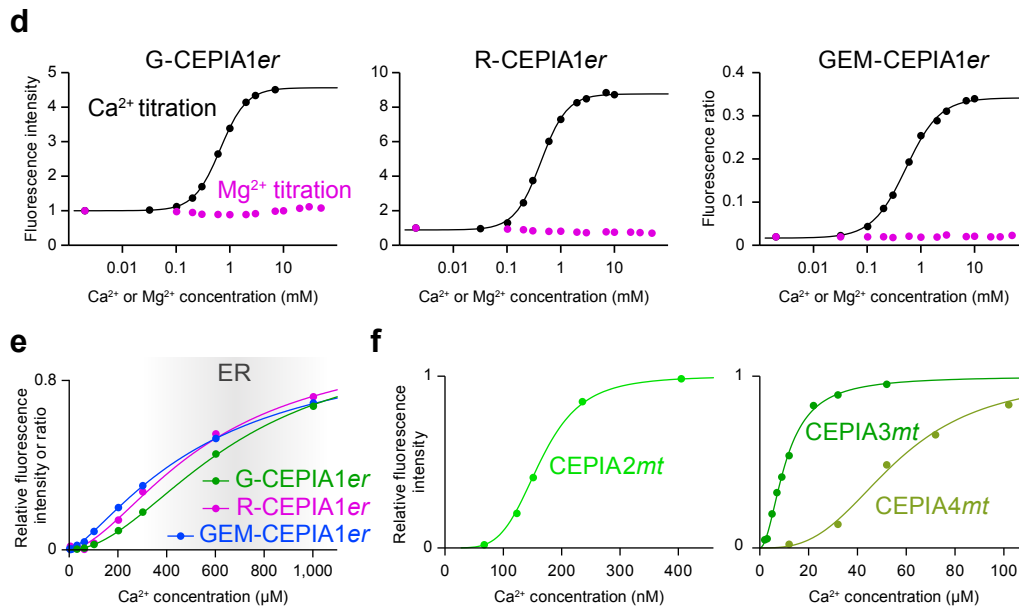 d
G-CEPIA1er
Fluorescence intensity
5
4
3
2
1
0
Ca²⁺ titration
Mg²⁺ titration
0.01 0.1 1 10
Ca²⁺ or Mg²⁺ concentration (mM)
R-CEPIA1er
10
8
6
4
2
0
0.01 0.1 1 10
Ca²⁺ or Mg²⁺ concentration (mM)
GEM-CEPIA1er
Fluorescence ratio
0.4
0.3
0.2
0.1
0
0.01 0.1 1 10
Ca²⁺ or Mg²⁺ concentration (mM)
e
Relative fluorescence
intensity or ratio
0.8
0
ER
G-CEPIA1er
R-CEPIA1er
GEM-CEPIA1er
0 200 400 600 800 1,000
Ca²⁺ concentration (µM)
f
Relative fluorescence
intensity
1
0
CEPIA2mt
0 200 400
Ca²⁺ concentration (nM)
1
0
CEPIA3mt
CEPIA4mt
0 20 40 60 80 100
Ca²⁺ concentration (µM)